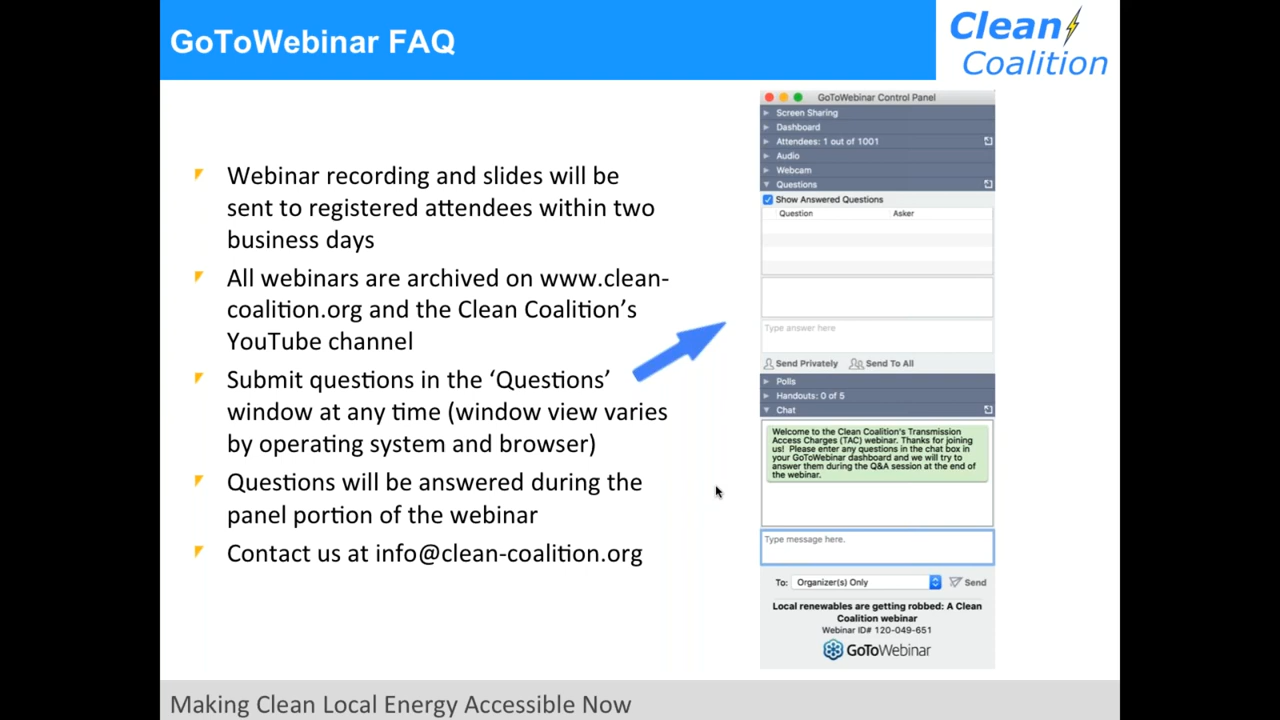 GoToWebinar FAQ
Clean
Coalition
Webinar recording and slides will be
sent to registered attendees within two
business days
All webinars are archived on www.clean-
coalition.org and the Clean Coalition's
YouTube channel
Submit questions in the 'Questions'
window at any time (window view varies
by operating system and browser)
Questions will be answered during the
panel portion of the webinar
Contact us at info@clean-coalition.org
GoToWebinar Control Panel
Screen Sharing
Dashboard
Attendees: 1 out of 1001
Audio
Webcam
Questions
Show Answered Questions
Question Asker
Type answer here
Send Privately Send To All
Polls
Handouts: 0 of 5
Chat
Welcome to the Clean Coalition's Transmission
Access Charges (TAC) webinar. Thanks for joining
us! Please enter any questions in the chat box in
your GoToWebinar dashboard and we will try to
answer them during the Q&A session at the end of
the webinar.
Type message here.
To: Organizer(s) Only Send
Local renewables are getting robbed: A Clean
Coalition webinar
Webinar ID# 120-049-651
GoToWebinar
Making Clean Local Energy Accessible Now